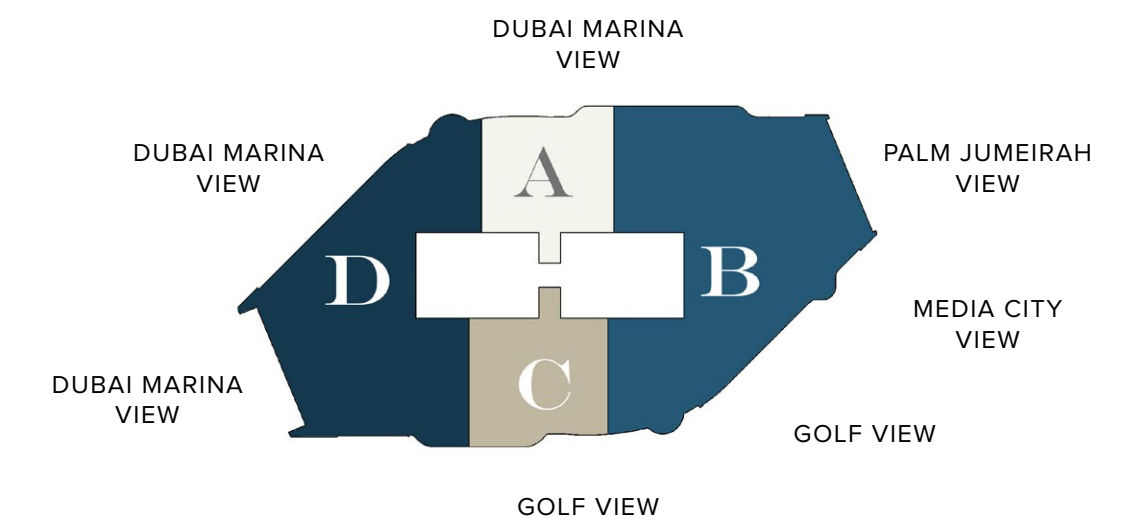 DUBAI MARINA
VIEW
DUBAI MARINA
VIEW
PALM JUMEIRAH
VIEW
A
D
B
MEDIA CITY
VIEW
DUBAI MARINA
VIEW
C
GOLF VIEW
GOLF VIEW